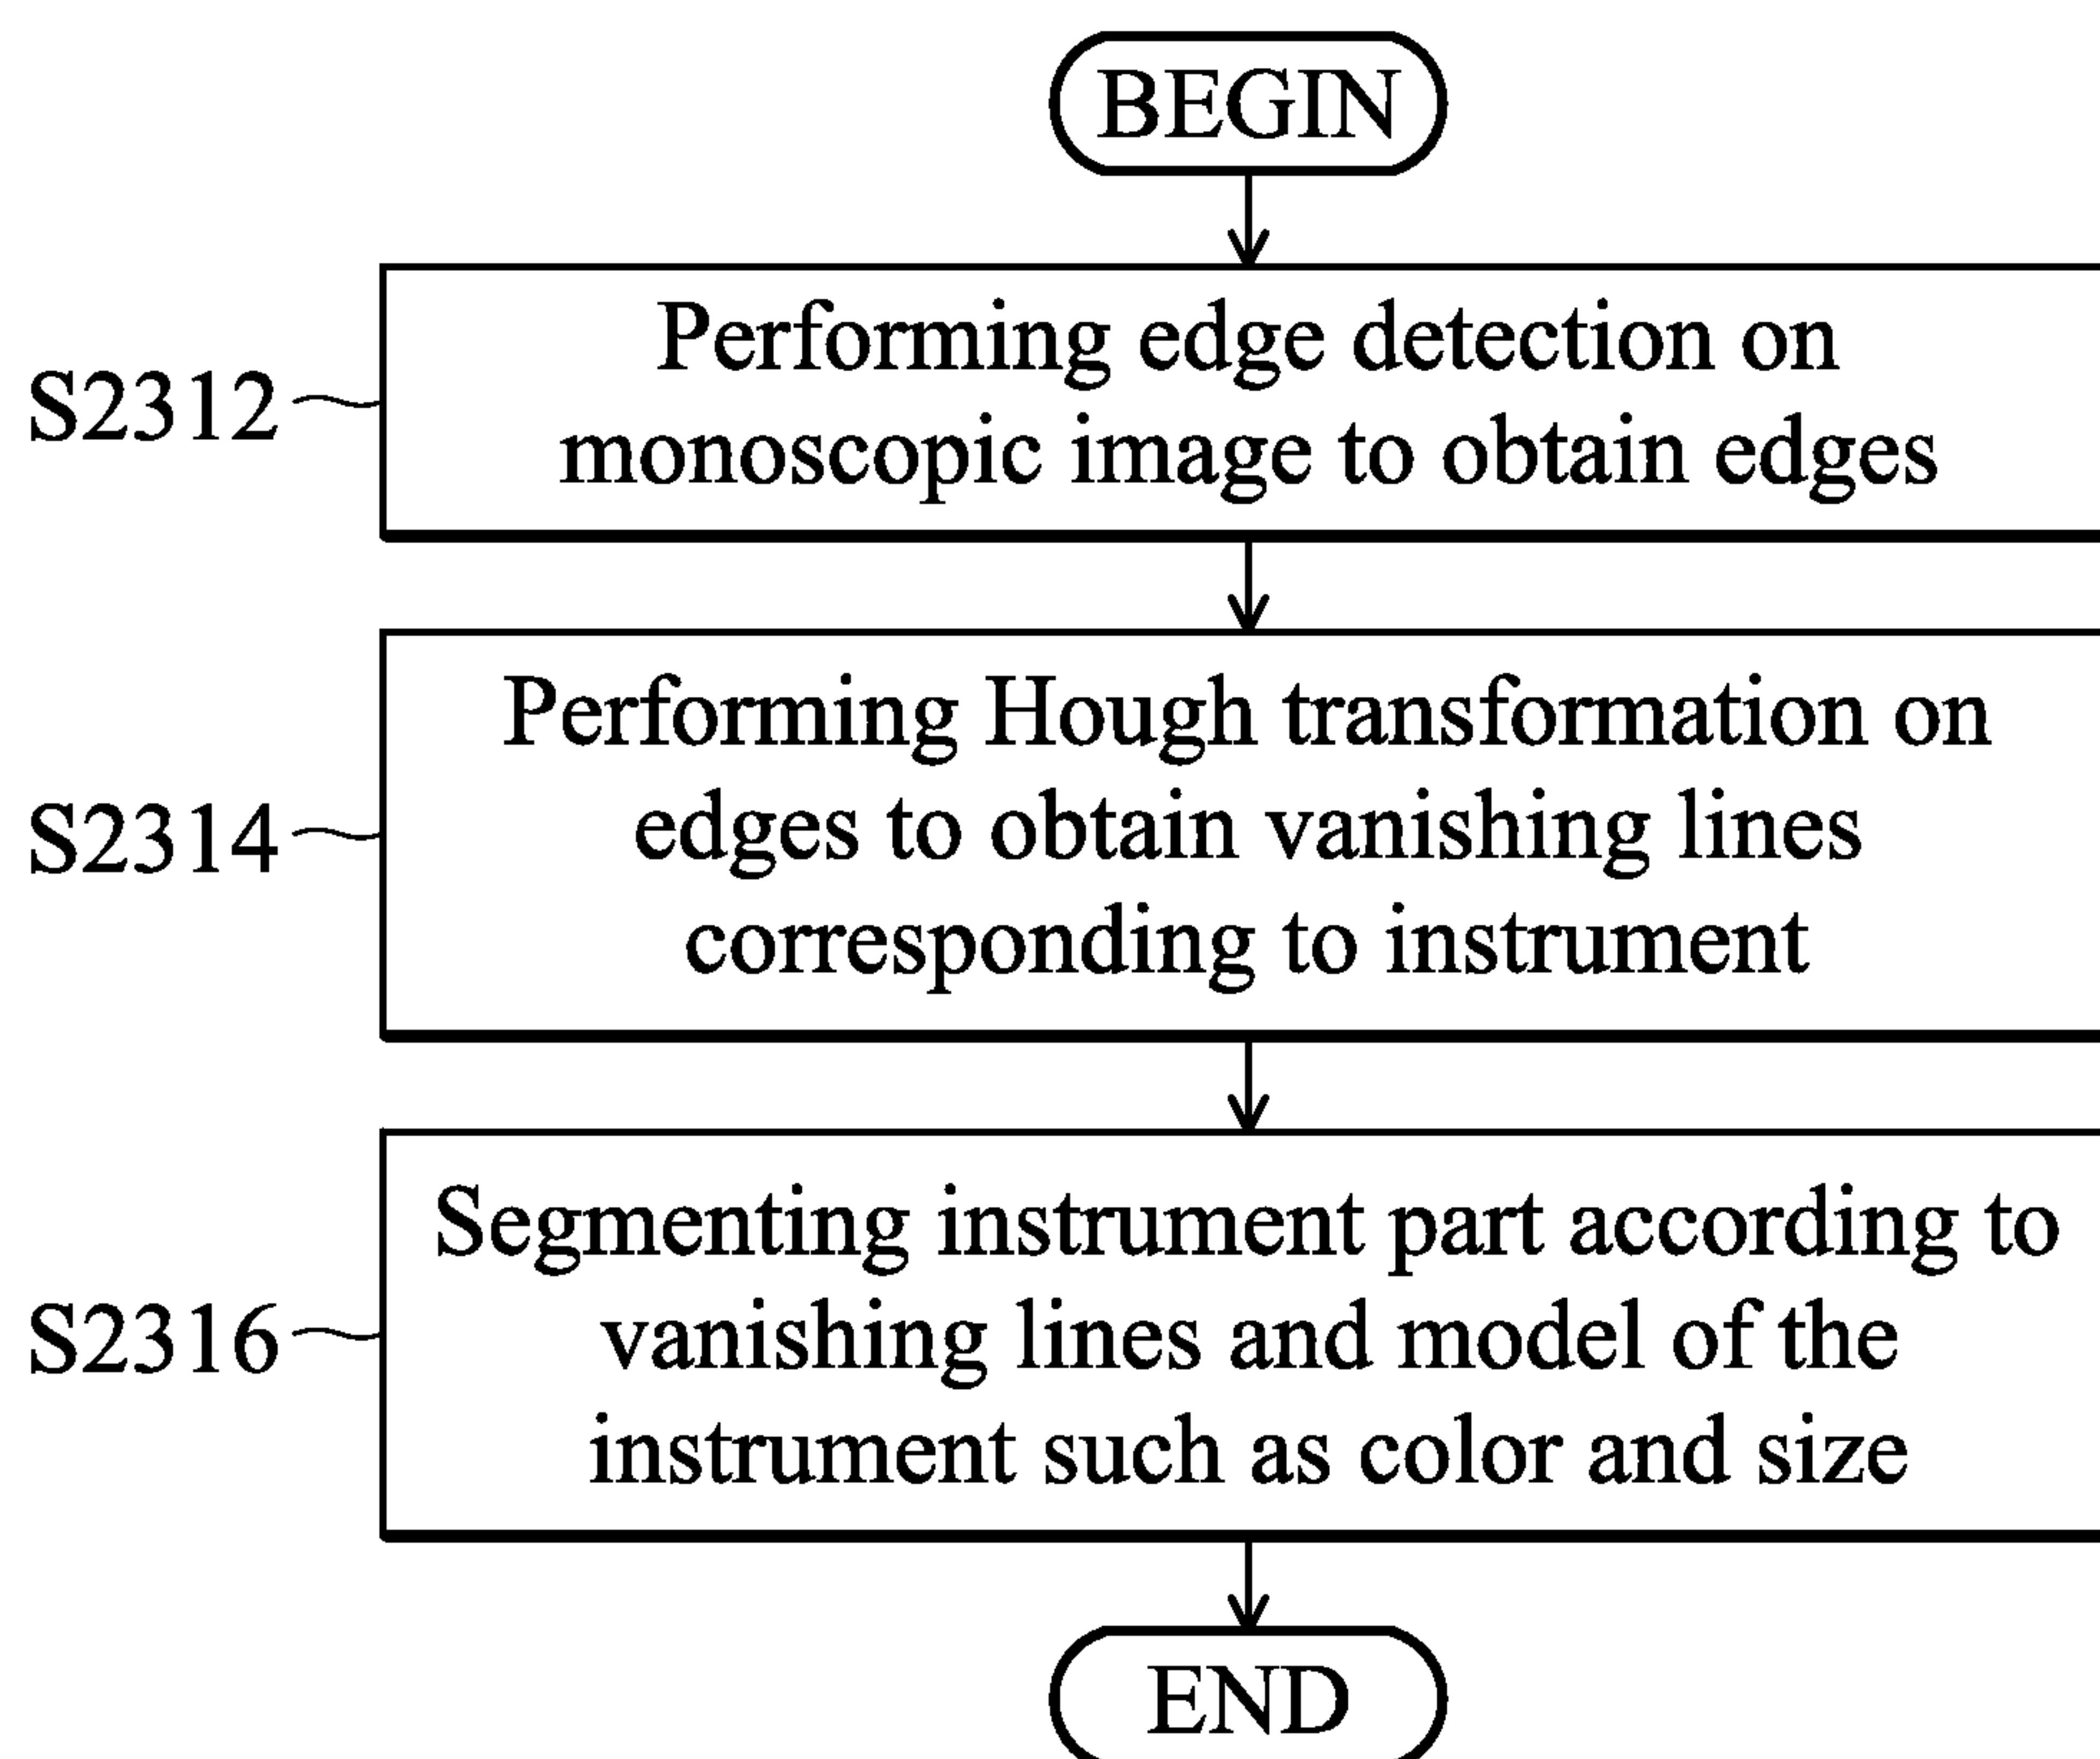 BEGIN
S2312
Performing edge detection on
monoscopic image to obtain edges
S2314
Performing Hough transformation on
edges to obtain vanishing lines
corresponding to instrument
S2316
Segmenting instrument part according to
vanishing lines and model of the
instrument such as color and size
END